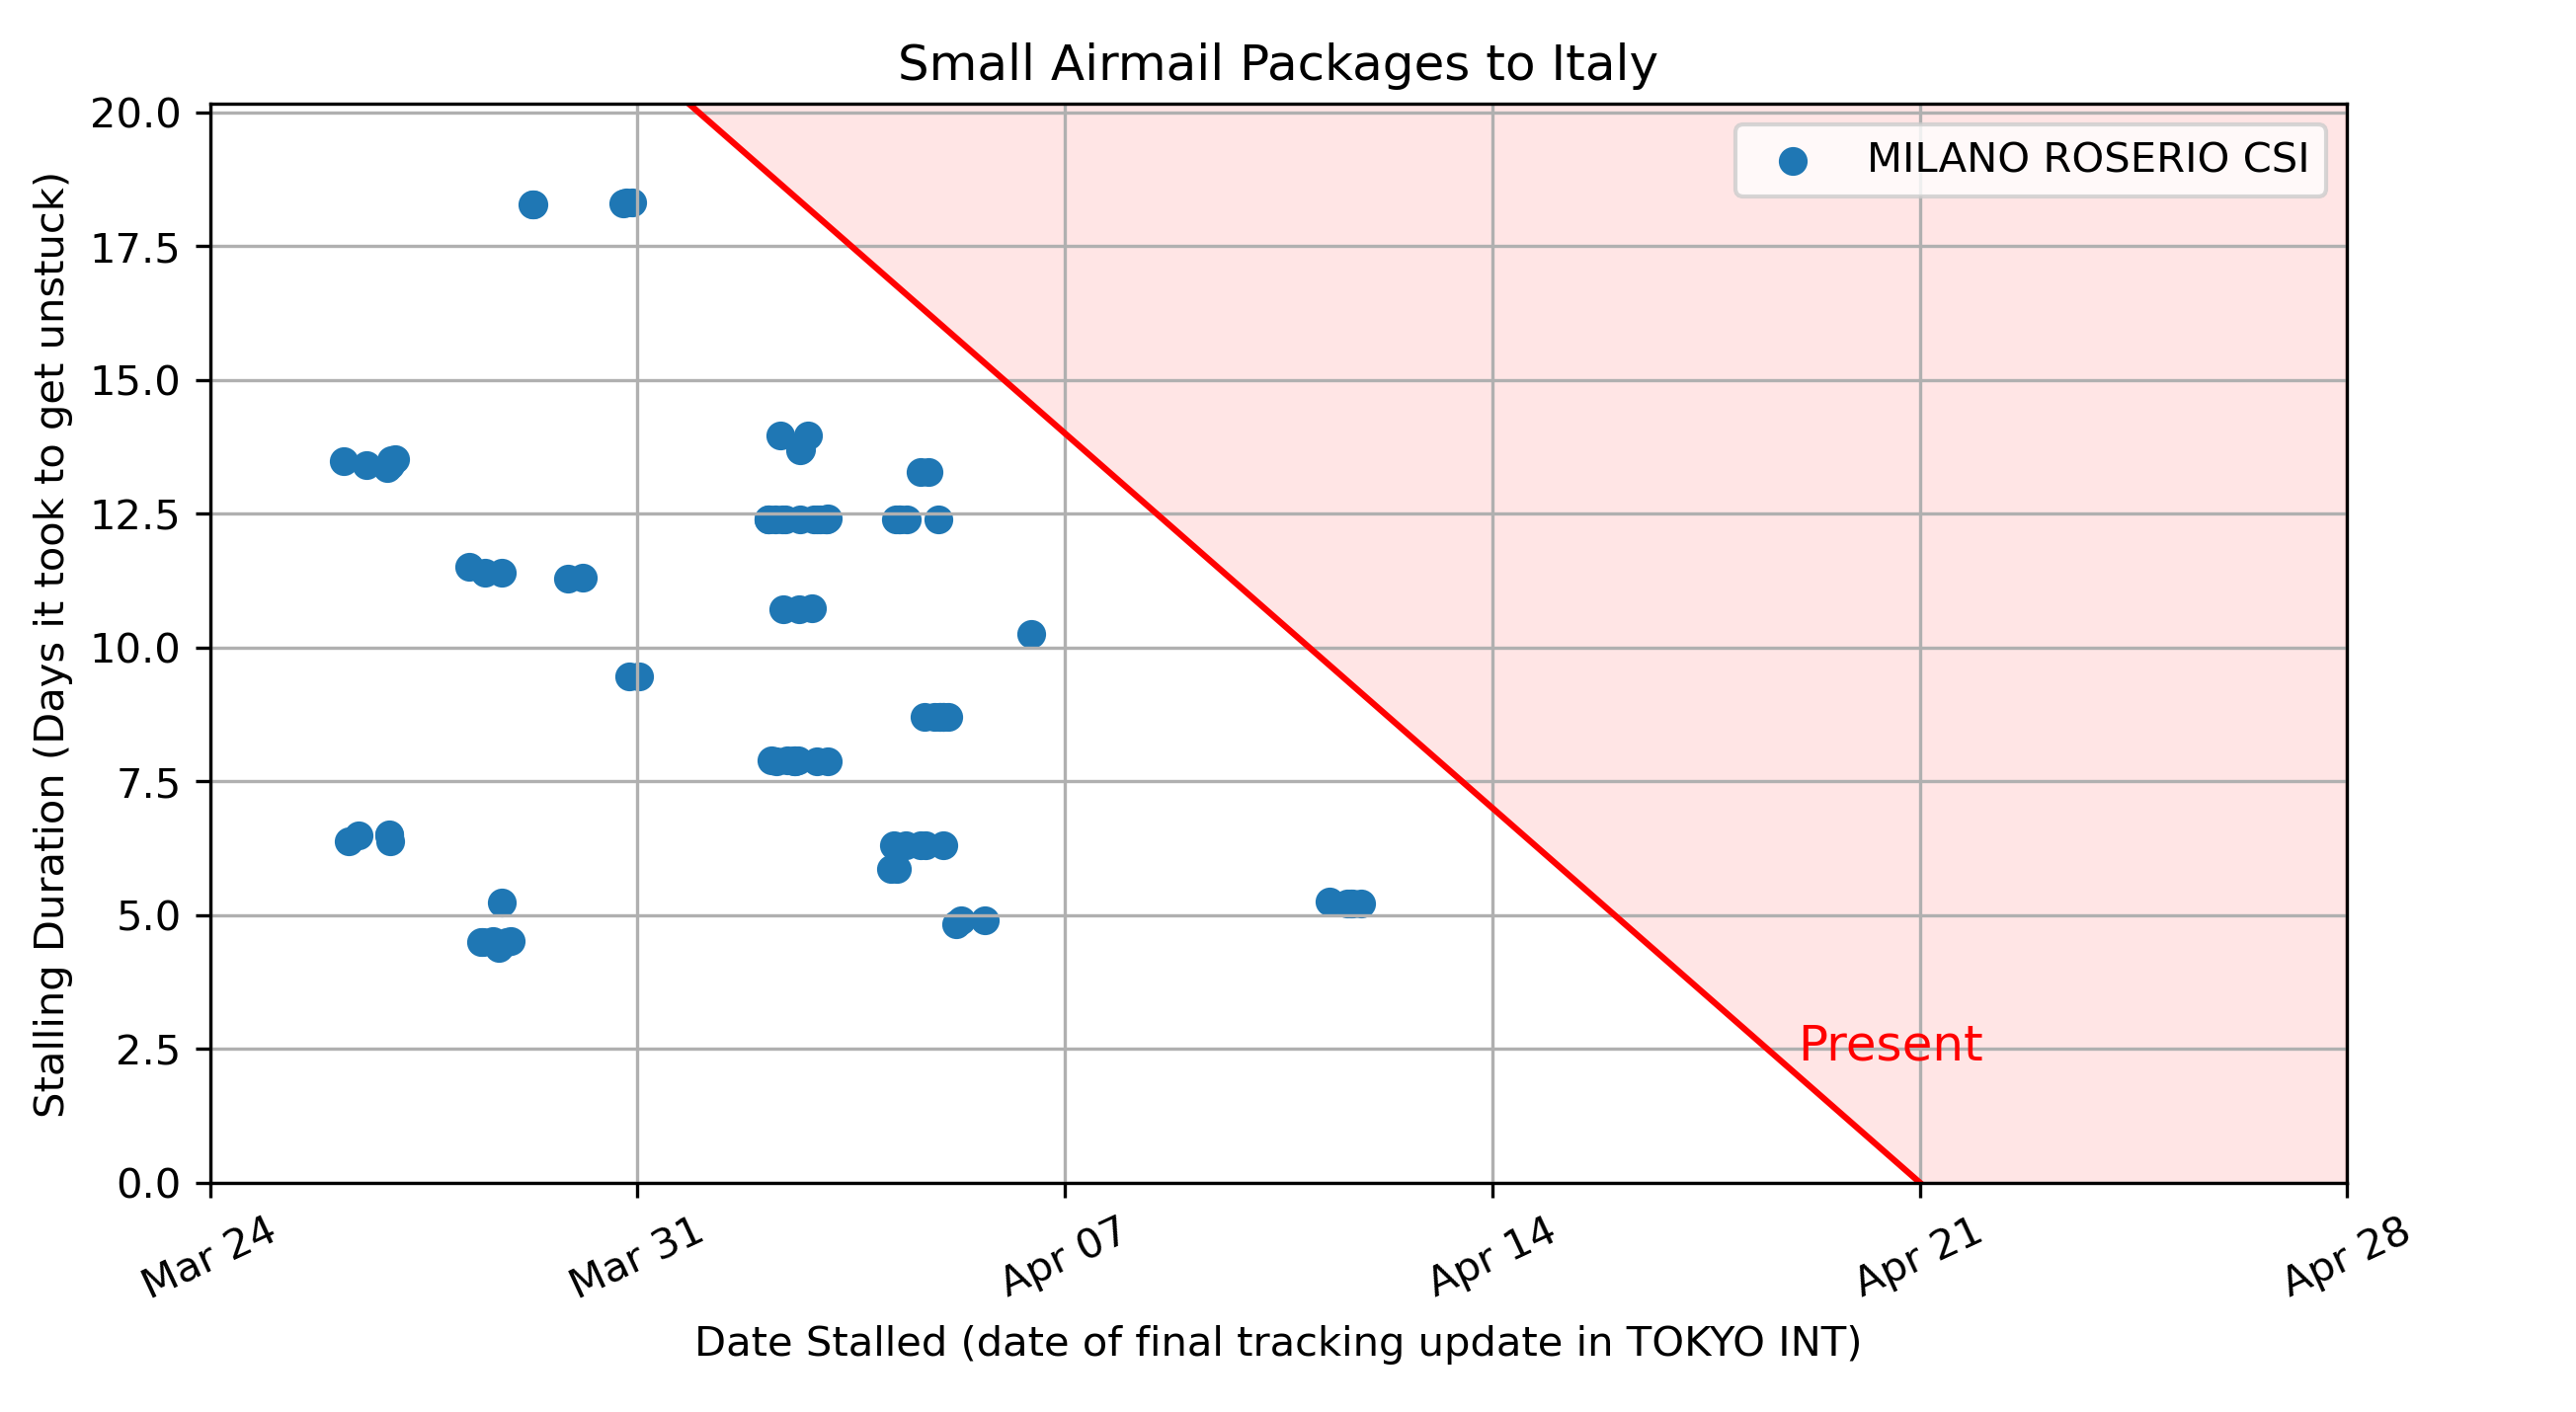 Small Airmail Packages to Italy
MILANO ROSERIO CSI
Stalling Duration (Days it took to get unstuck)
20.0
17.5
15.0
12.5
10.0
7.5
5.0
2.5
0.0
Present
Mar 24
Mar 31
Apr 07
Apr 14
Apr 21
Apr 28
Date Stalled (date of final tracking update in TOKYO INT)